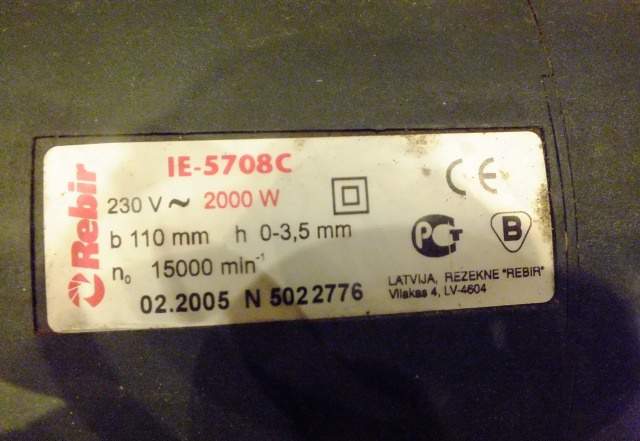 Rebir
IE-5708C
230 V ~ 2000 W
b 110 mm h 0-3,5 mm
n₀ 15000 min⁻¹
02.2005 N 5022776
CE
PCT
B
LATVIJA, REZEKNE "REBIR"
Vilakas 4, LV-4604